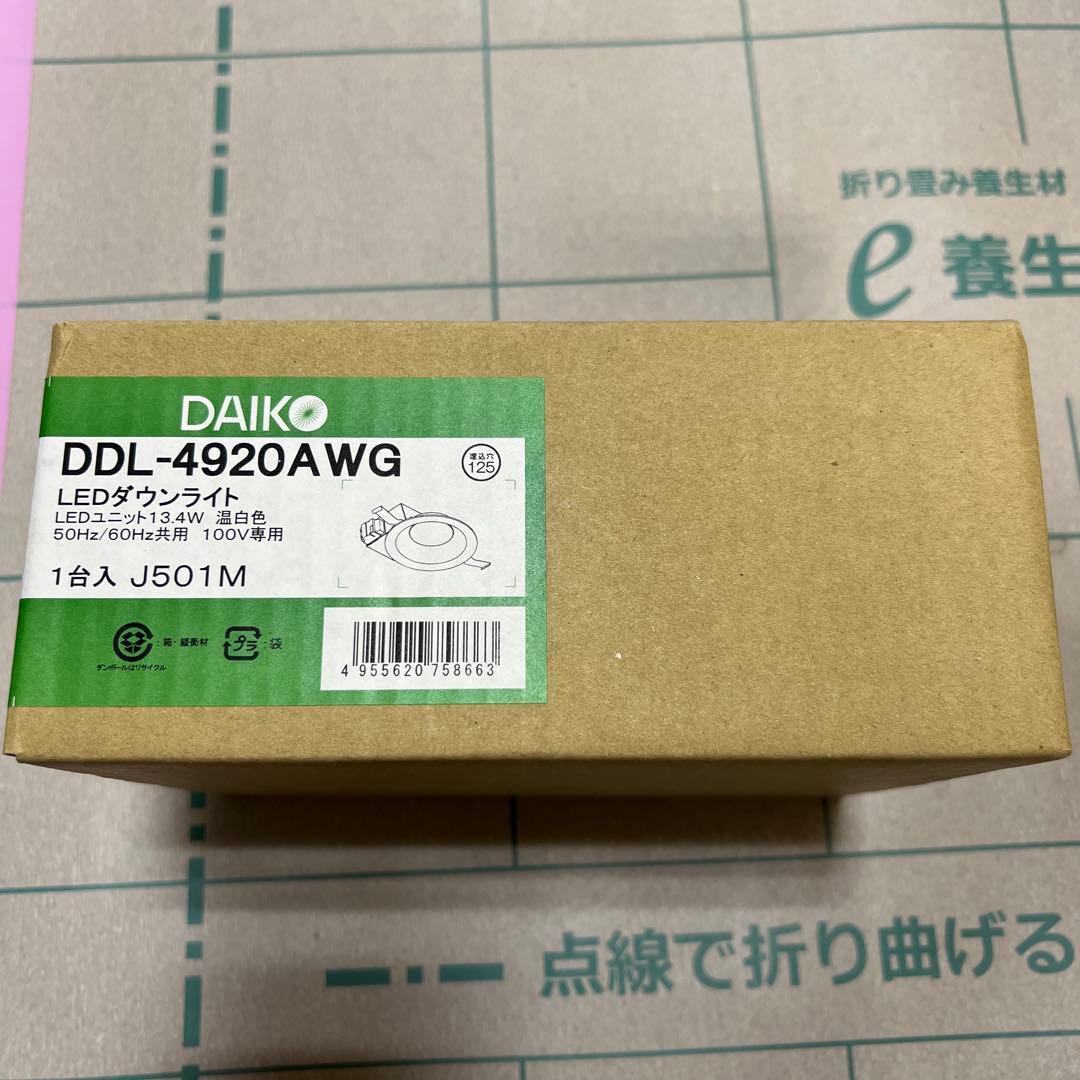 折り畳み養生材
e養生
DAIKO
DDL-4920AWG
埋込穴
125
LEDダウンライト
LEDユニット13.4W 温白色
50Hz/60Hz共用 100V専用
1台入 J501M
:箱・緩衝材
プラ
:袋
ダンボールはリサイクル
4 955620 758663
点線で折り曲げる